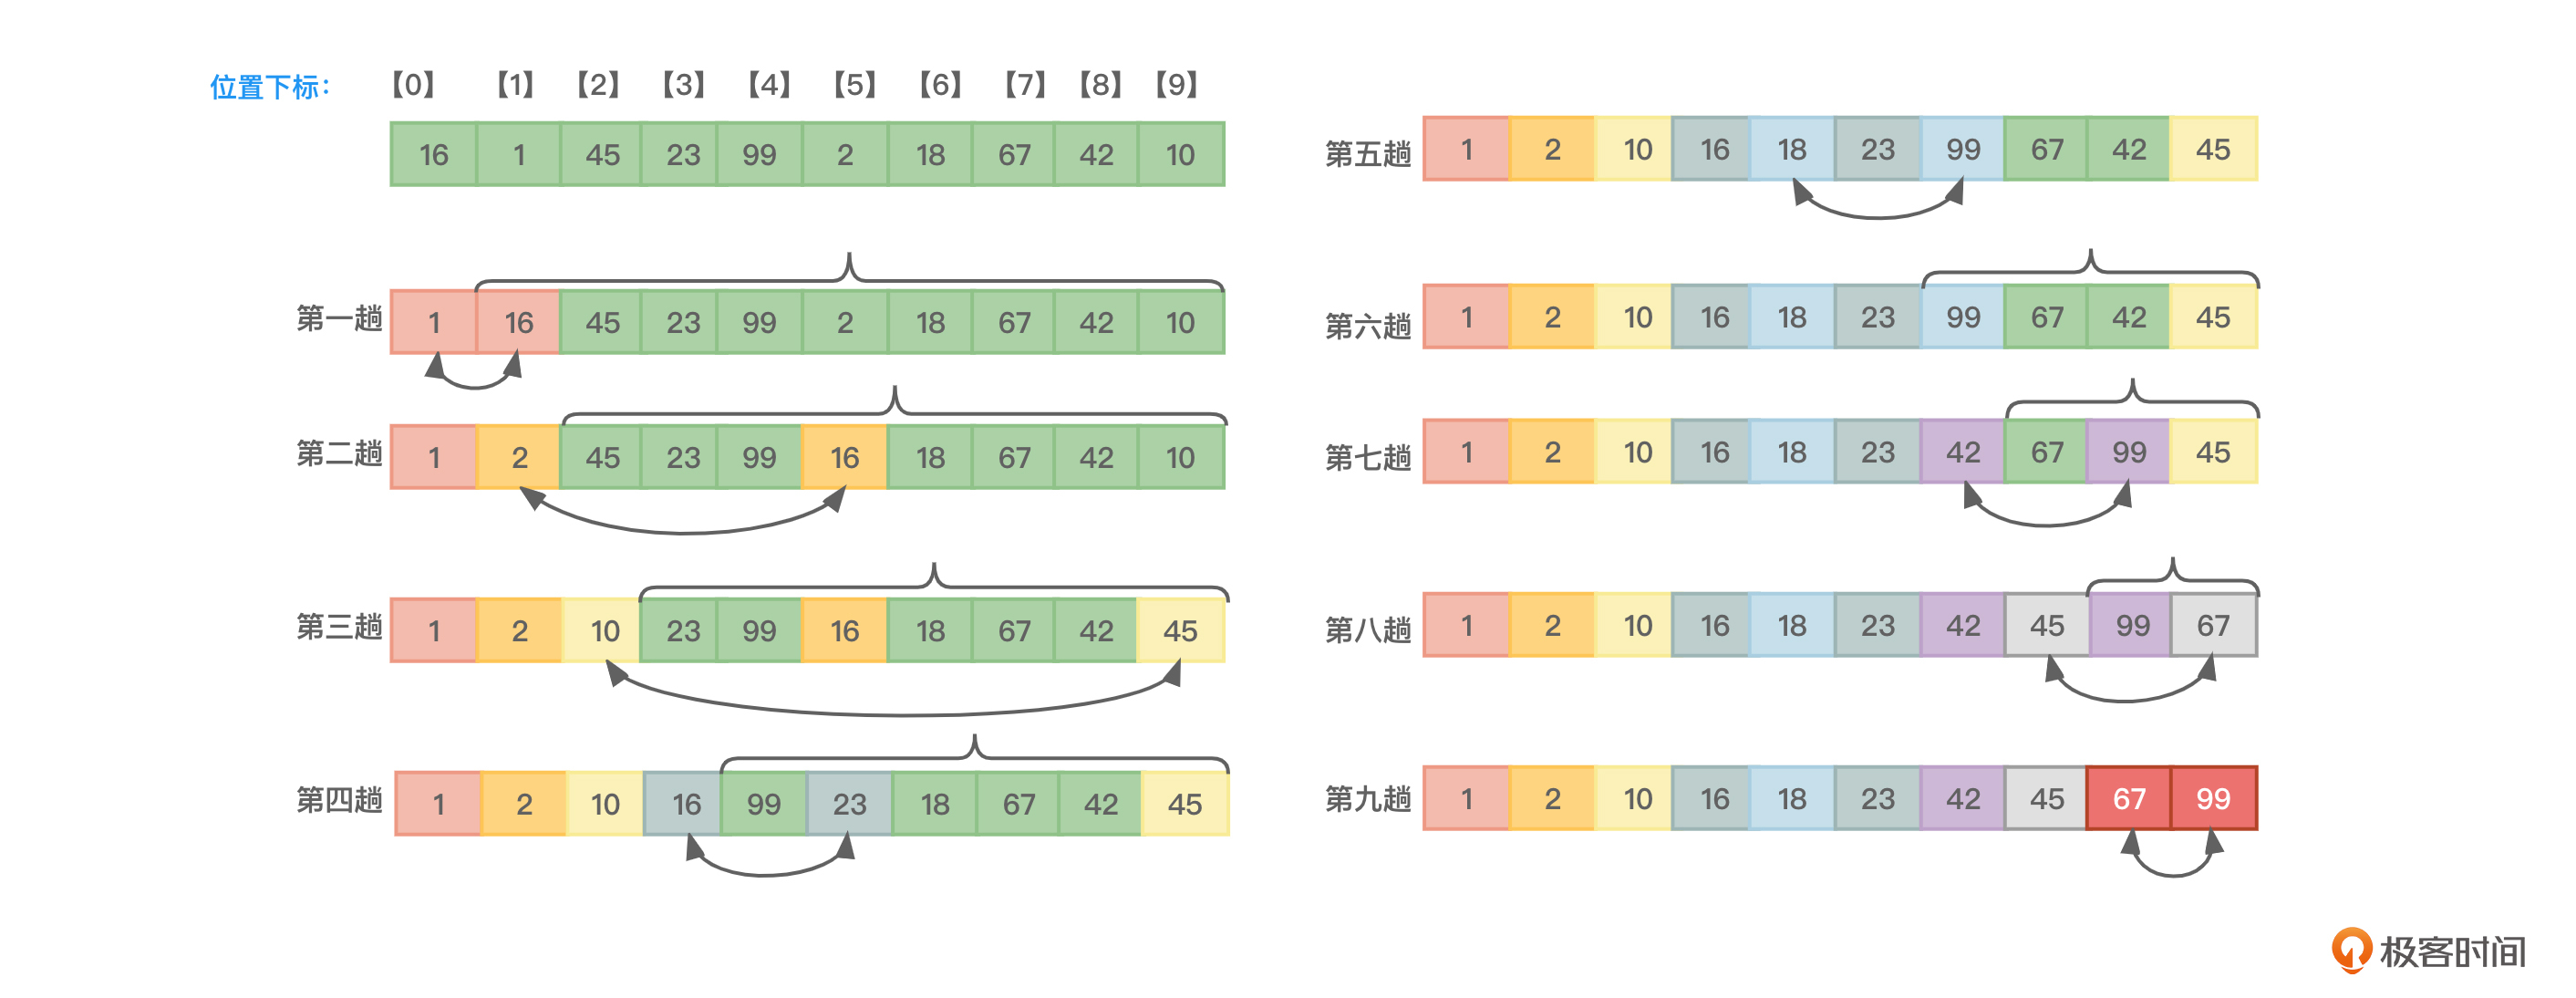 位置下标：【0】 【1】 【2】 【3】 【4】 【5】 【6】 【7】 【8】 【9】
16 1 45 23 99 2 18 67 42 10
第一趟 1 16 45 23 99 2 18 67 42 10
第二趟 1 2 45 23 99 16 18 67 42 10
第三趟 1 2 10 23 99 16 18 67 42 45
第四趟 1 2 10 16 99 23 18 67 42 45
第五趟 1 2 10 16 18 23 99 67 42 45
第六趟 1 2 10 16 18 23 99 67 42 45
第七趟 1 2 10 16 18 23 42 67 99 45
第八趟 1 2 10 16 18 23 42 45 99 67
第九趟 1 2 10 16 18 23 42 45 67 99
极客时间